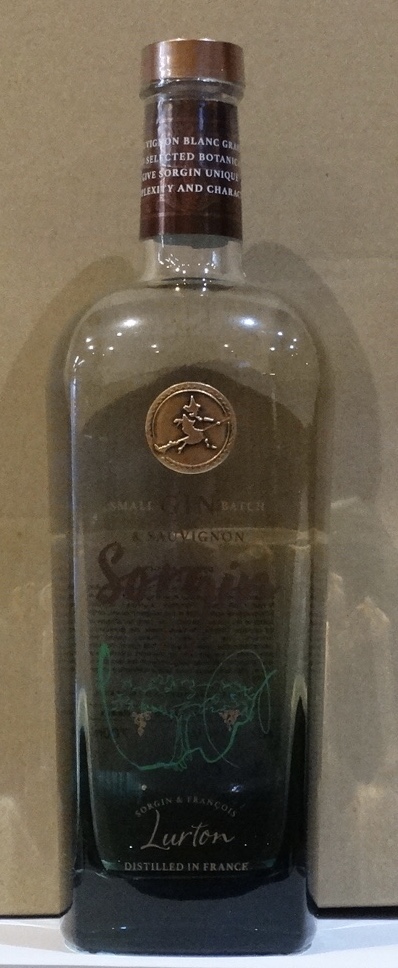 VIGNON BLANC GRA
SELECTED BOTANIC
GIVE SORGIN UNIQUE
PLEXITY AND CHARAC
SMALL GIN BATCH
& SAUVIGNON
Sorgin
SORGIN & FRANÇOIS
Lurton
DISTILLED IN FRANCE